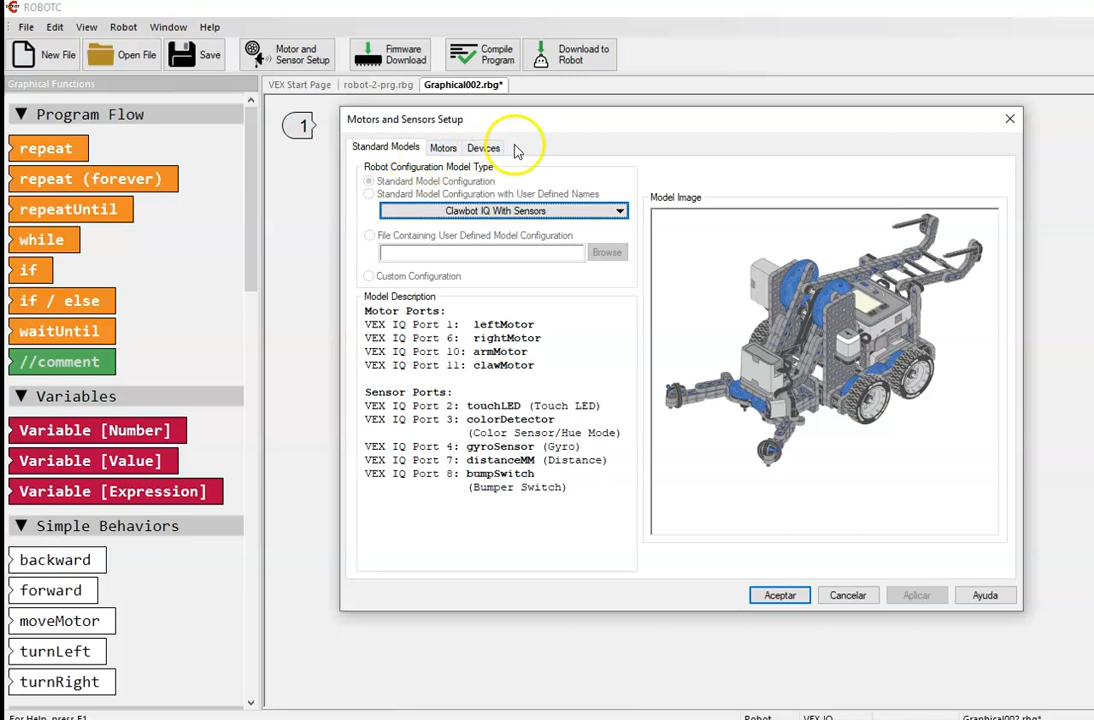 ROBOTC
File Edit View Robot Window Help
New File Open File Save Motor and Sensor Setup Firmware Download Compile Program Download to Robot
Graphical Functions
VEX Start Page robot-2-prg.rbg Graphical002.rbg*
Program Flow
repeat
repeat (forever)
repeatUntil
while
if
if / else
waitUntil
//comment
Variables
Variable [Number]
Variable [Value]
Variable [Expression]
Simple Behaviors
backward
forward
moveMotor
turnLeft
turnRight
1
Motors and Sensors Setup
Standard Models Motors Devices
Robot Configuration Model Type
Standard Model Configuration
Standard Model Configuration with User Defined Names
Clawbot IQ With Sensors
File Containing User Defined Model Configuration
Browse
Custom Configuration
Model Description
Motor Ports:
VEX IQ Port 1: leftMotor
VEX IQ Port 6: rightMotor
VEX IQ Port 10: armMotor
VEX IQ Port 11: clawMotor
Sensor Ports:
VEX IQ Port 2: touchLED (Touch LED)
VEX IQ Port 3: colorDetector
(Color Sensor/Hue Mode)
VEX IQ Port 4: gyroSensor (Gyro)
VEX IQ Port 7: distanceMM (Distance)
VEX IQ Port 8: bumpSwitch
(Bumper Switch)
Model Image
Aceptar Cancelar Aplicar Ayuda
For Help, press F1 Robot VEX IQ Graphical002.rbg*